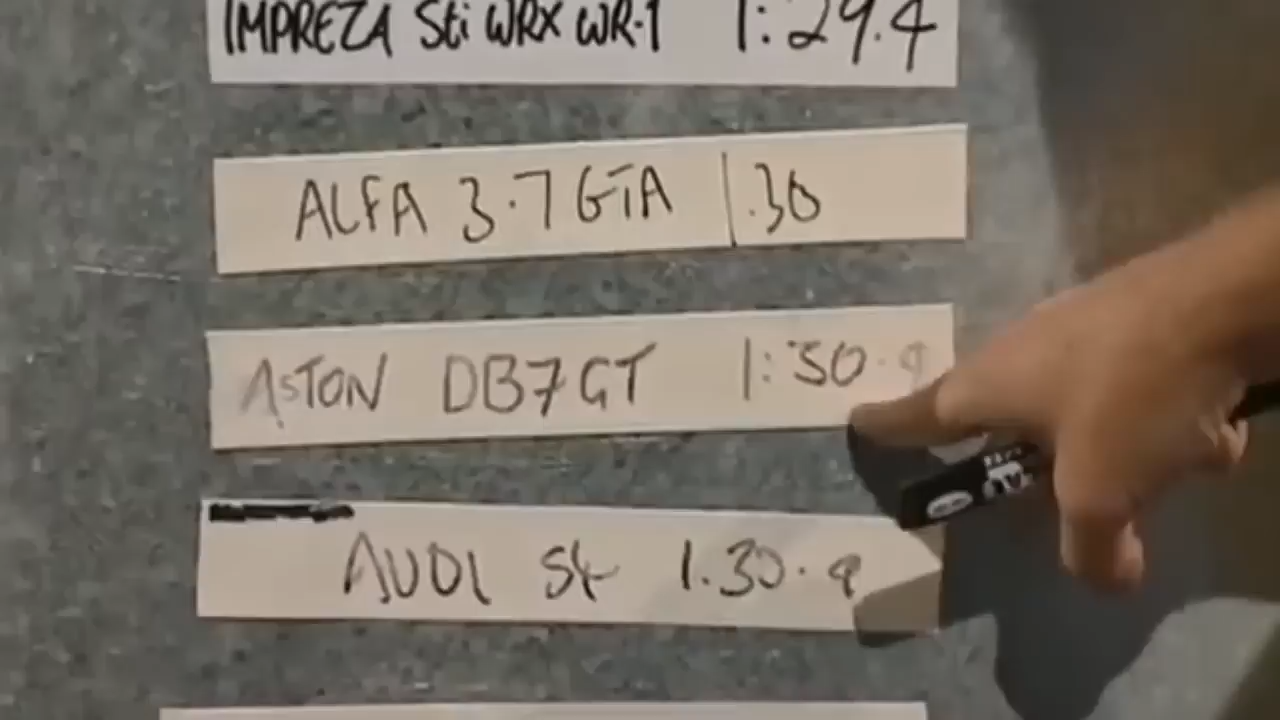 IMPREZA Sti WRX WR-1 1:29.4
ALFA 3.7 GTA 1.30
ASTON DB7GT 1:30.9
AUDI S4 1.30.9